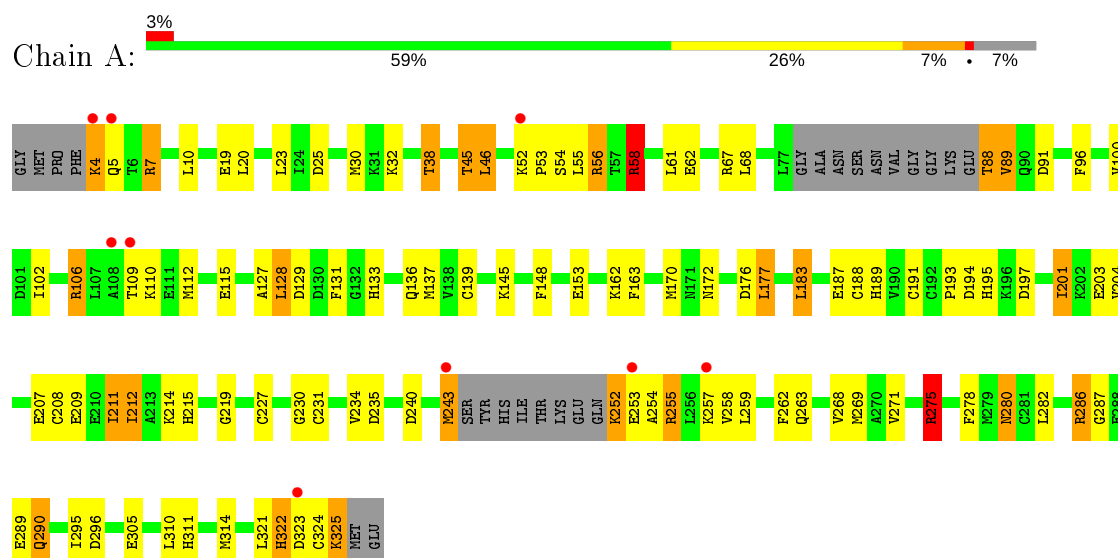 3%
Chain A:
59% 26% 7% • 7%
GLY MET PRO PHE K4 Q5 T6 R7 L10 E19 L20 L23 I24 D25 M30 K31 K32 T38 T45 L46 K52 P53 S54 L55 R56 T57 R58 L61 E62 R67 L68 L77 GLY ALA ASN SER ASN VAL GLY GLY LYS GLU T88 V89 Q90 D91 F96 V100
D101 I102 R106 L107 A108 T109 K110 E111 M112 E115 A127 L128 D129 D130 F131 G132 H133 Q136 M137 V138 C139 K145 F148 E153 K162 F163 M170 N171 N172 D176 L177 L183 E187 C188 H189 V190 C191 C192 P193 D194 H195 K196 D197 I201 K202 E203 V204
E207 C208 E209 E210 I211 I212 A213 K214 H215 G219 C227 G230 C231 V234 D235 D240 M243 SER TYR HIS ILE THR LYS GLU GLN K252 E253 A254 R255 L256 K257 V258 L259 F262 Q263 V268 M269 A270 V271 R275 F278 M279 N280 C281 L282 R286 G287
E289 Q290 I295 D296 E305 L310 H311 M314 L321 H322 D323 C324 K325 MET GLU